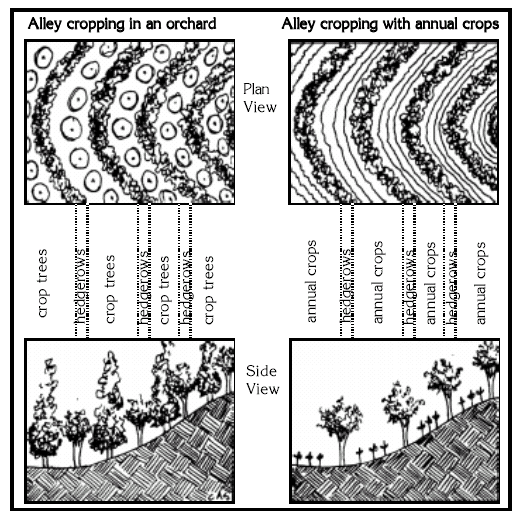 Alley cropping in an orchard
Alley cropping with annual crops
Plan
View
crop trees
hedgerows
crop trees
hedgerows
crop trees
hedgerows
crop trees
annual crops
hedgerows
annual crops
hedgerows
annual crops
hedgerows
annual crops
Side
View